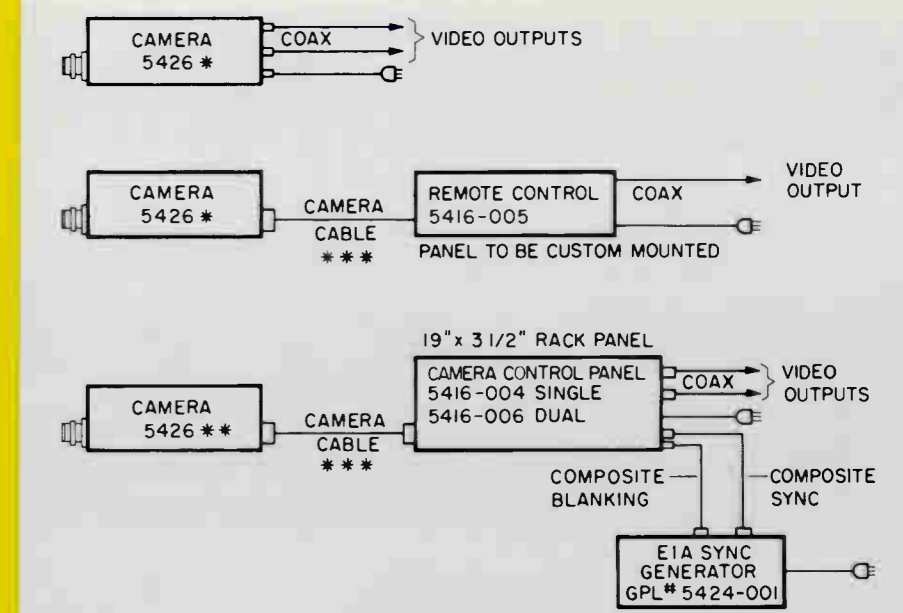 CAMERA
5426 *
COAX
VIDEO OUTPUTS
CAMERA
5426 *
CAMERA
CABLE
* * *
REMOTE CONTROL
5416-005
PANEL TO BE CUSTOM MOUNTED
COAX
VIDEO
OUTPUT
19" x 3 1/2" RACK PANEL
CAMERA
5426 * *
CAMERA
CABLE
* * *
CAMERA CONTROL PANEL
5416-004 SINGLE
5416-006 DUAL
COAX
VIDEO
OUTPUTS
COMPOSITE
BLANKING
COMPOSITE
SYNC
EIA SYNC
GENERATOR
GPL# 5424-001